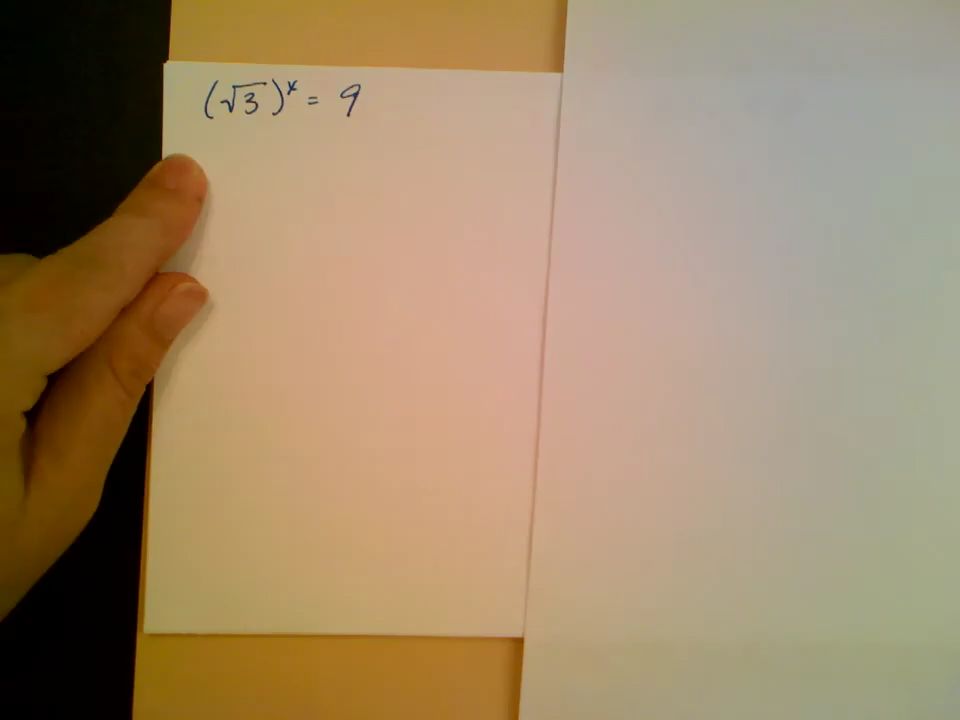 (√3)^x = 9